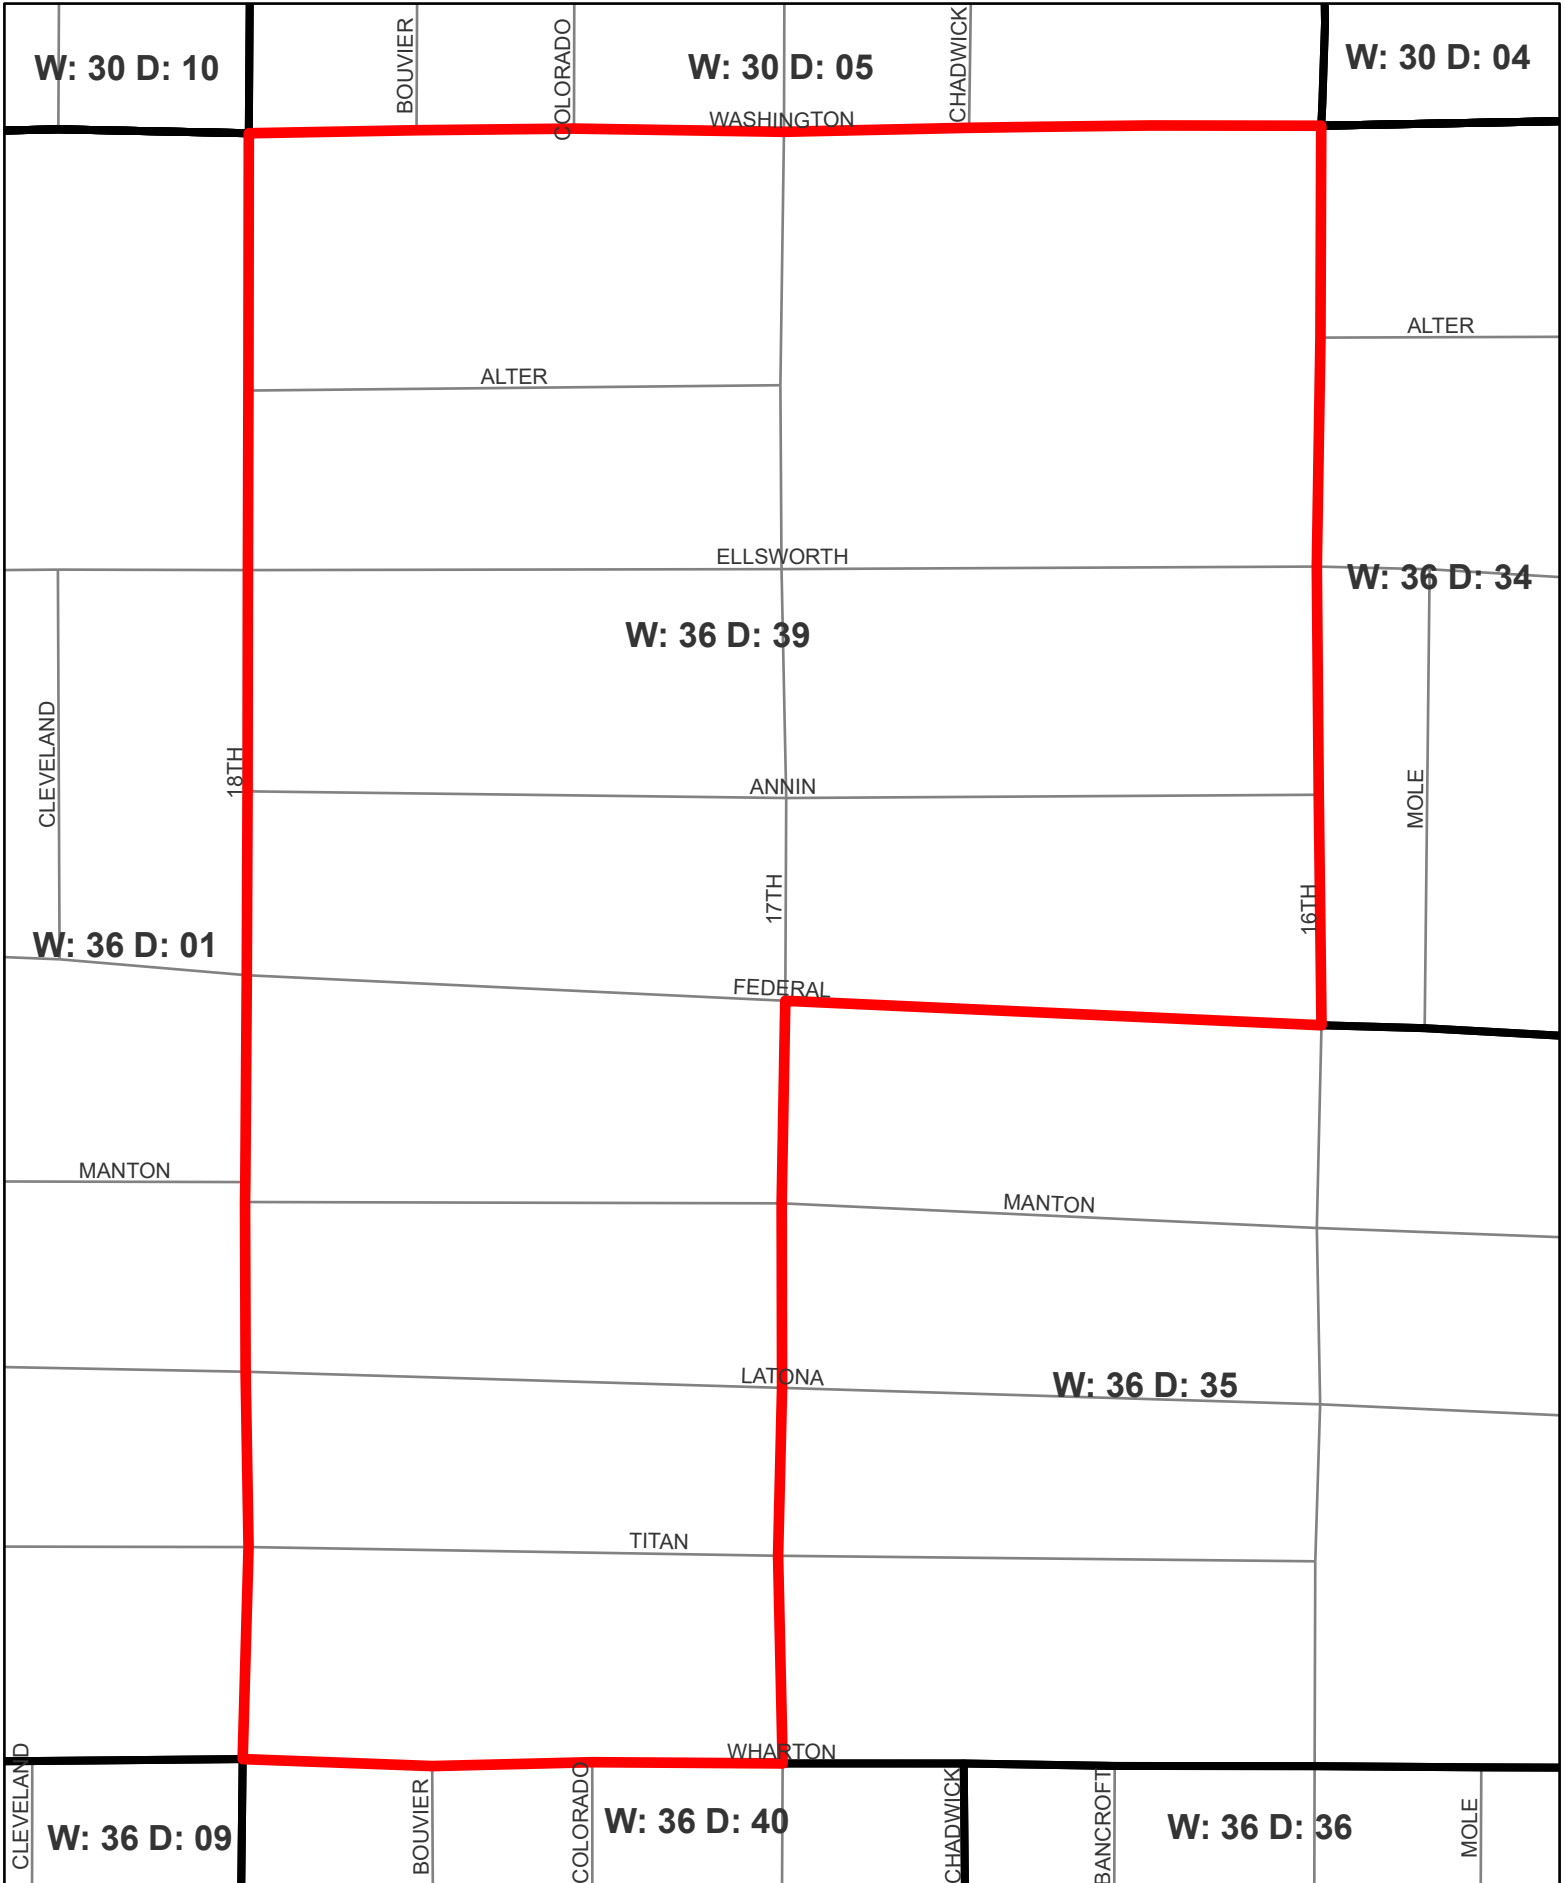 BOUVIER
COLORADO
CHADWICK
W: 30 D: 10
W: 30 D: 05
W: 30 D: 04
WASHINGTON
ALTER
ALTER
ELLSWORTH
W: 36 D: 34
W: 36 D: 39
CLEVELAND
18TH
ANNIN
MOLE
17TH
16TH
W: 36 D: 01
FEDERAL
MANTON
MANTON
LATONA
W: 36 D: 35
TITAN
WHARTON
CLEVELAND
W: 36 D: 09
BOUVIER
COLORADO
W: 36 D: 40
CHADWICK
BANCROFT
W: 36 D: 36
MOLE